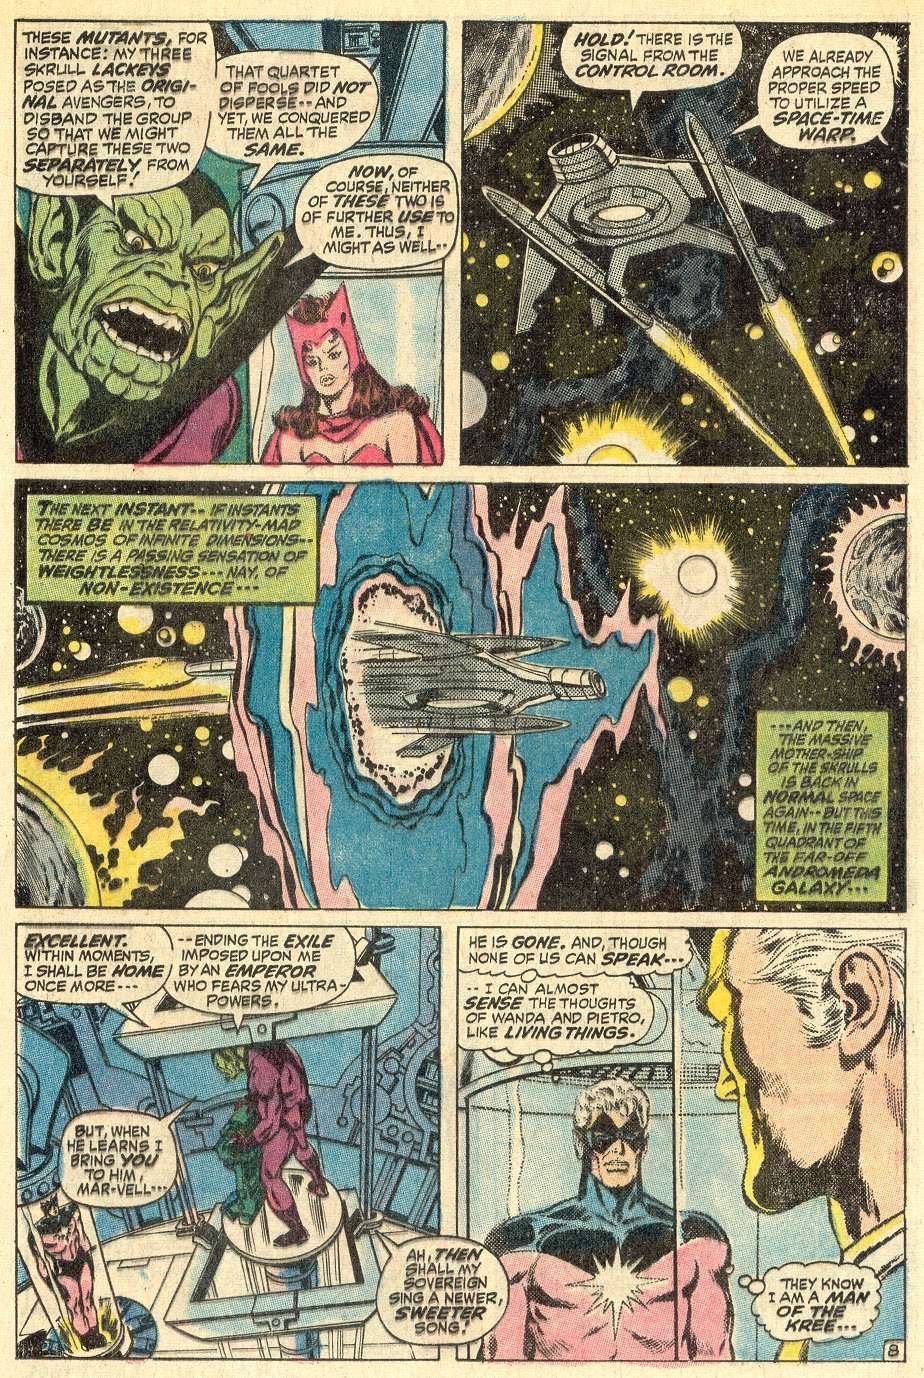 THESE MUTANTS, FOR
INSTANCE: MY THREE
SKRULL LACKEYS
POSED AS THE ORIGI-
NAL AVENGERS, TO
DISBAND THE GROUP
SO THAT WE MIGHT
CAPTURE THESE TWO
SEPARATELY, FROM
YOURSELF!
THAT QUARTET
OF FOOLS DID NOT
DISPERSE--AND
YET, WE CONQUERED
THEM ALL THE
SAME.
NOW, OF
COURSE, NEITHER
OF THESE TWO IS
OF FURTHER USE TO
ME. THUS, I
MIGHT AS WELL--
HOLD! THERE IS THE
SIGNAL FROM THE
CONTROL ROOM.
WE ALREADY
APPROACH THE
PROPER SPEED
TO UTILIZE A
SPACE-TIME
WARP.
THE NEXT INSTANT--IF INSTANTS
THERE BE IN THE RELATIVITY-MAD
COSMOS OF INFINITE DIMENSIONS--
THERE IS A PASSING SENSATION OF
WEIGHTLESSNESS---NAY, OF
NON-EXISTENCE---
---AND THEN,
THE MASSIVE
MOTHER-SHIP
OF THE SKRULLS
IS BACK IN
NORMAL SPACE
AGAIN--BUT THIS
TIME, IN THE FIFTH
QUADRANT OF
THE FAR-OFF
ANDROMEDA
GALAXY---
EXCELLENT.
WITHIN MOMENTS,
I SHALL BE HOME
ONCE MORE---
--ENDING THE EXILE
IMPOSED UPON ME
BY AN EMPEROR
WHO FEARS MY ULTRA-
POWERS.
BUT, WHEN
HE LEARNS I
BRING YOU
TO HIM,
MAR-VELL---
AH, THEN
SHALL MY
SOVEREIGN
SING A NEWER,
SWEETER
SONG!
HE IS GONE. AND, THOUGH
NONE OF US CAN SPEAK---
--I CAN ALMOST
SENSE THE THOUGHTS
OF WANDA AND PIETRO,
LIKE LIVING THINGS.
THEY KNOW
I AM A MAN
OF THE
KREE---
8